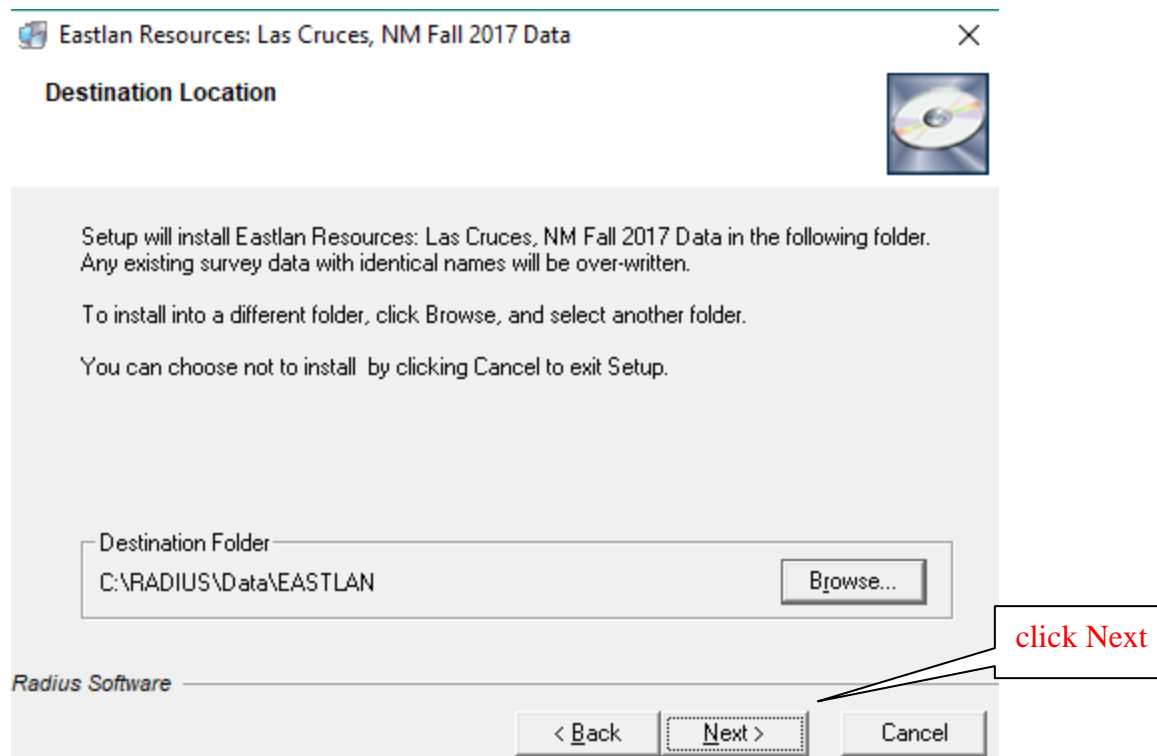 Eastlan Resources: Las Cruces, NM Fall 2017 Data
Destination Location
Setup will install Eastlan Resources: Las Cruces, NM Fall 2017 Data in the following folder.
Any existing survey data with identical names will be over-written.
To install into a different folder, click Browse, and select another folder.
You can choose not to install  by clicking Cancel to exit Setup.
Destination Folder
C:\RADIUS\Data\EASTLAN
Browse...
click Next
Radius Software
< Back
Next >
Cancel